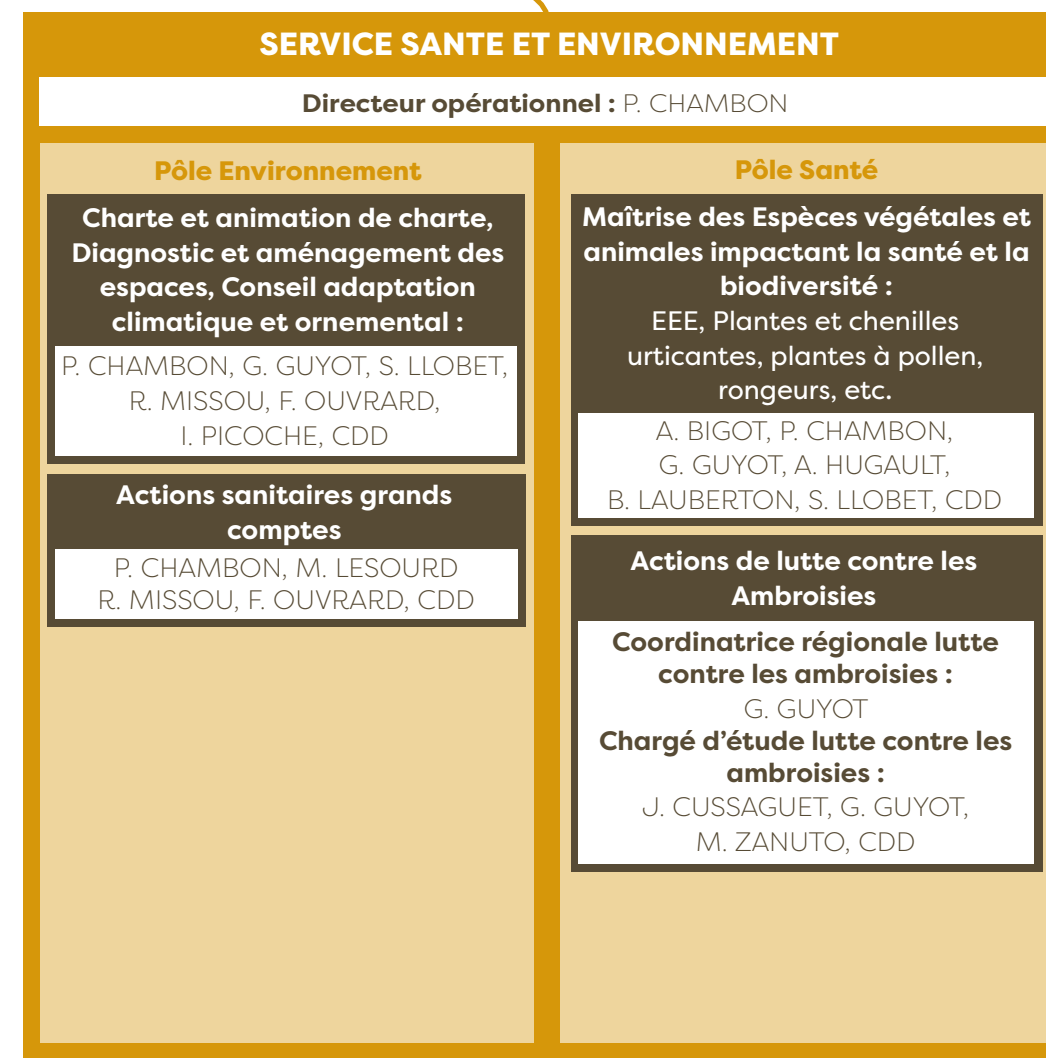 SERVICE SANTE ET ENVIRONNEMENT
Directeur opérationnel : P. CHAMBON
Pôle Environnement
Charte et animation de charte,
Diagnostic et aménagement des
espaces, Conseil adaptation
climatique et ornemental :
P. CHAMBON, G. GUYOT, S. LLOBET,
R. MISSOU, F. OUVRARD,
I. PICOCHE, CDD
Actions sanitaires grands
comptes
P. CHAMBON, M. LESOURD
R. MISSOU, F. OUVRARD, CDD
Pôle Santé
Maîtrise des Espèces végétales et
animales impactant la santé et la
biodiversité :
EEE, Plantes et chenilles
urticantes, plantes à pollen,
rongeurs, etc.
A. BIGOT, P. CHAMBON,
G. GUYOT, A. HUGAULT,
B. LAUBERTON, S. LLOBET, CDD
Actions de lutte contre les
Ambroisies
Coordinatrice régionale lutte
contre les ambroisies :
G. GUYOT
Chargé d’étude lutte contre les
ambroisies :
J. CUSSAGUET, G. GUYOT,
M. ZANUTO, CDD